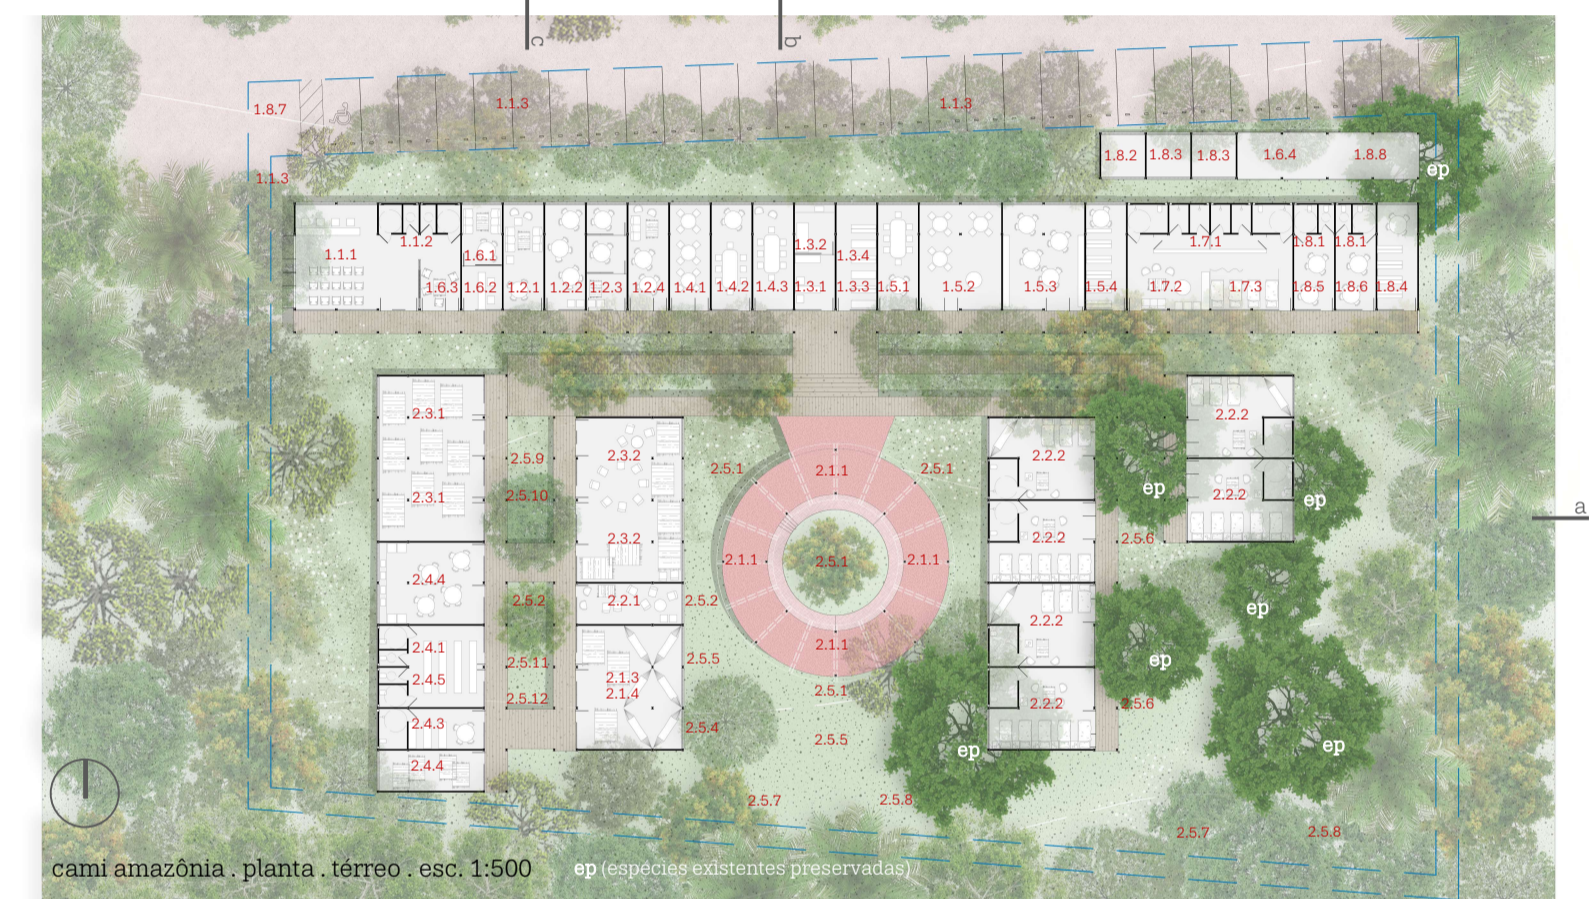 c
b
1.8.7
1.1.3
1.1.3
1.8.2 1.8.3 1.8.3 1.6.4 1.8.8
ep
1.1.3
1.1.1 1.1.2 1.6.1 1.3.2 1.3.4 1.7.1 1.8.1 1.8.1
1.6.3 1.6.2 1.2.1 1.2.2 1.2.3 1.2.4 1.4.1 1.4.2 1.4.3 1.3.1 1.3.3 1.5.1 1.5.2 1.5.3 1.5.4 1.7.2 1.7.3 1.8.5 1.8.6 1.8.4
2.3.1 2.2.2
2.5.9 2.3.2 2.5.1 2.1.1 2.5.1 2.2.2
2.3.1 2.5.10 ep 2.2.2 ep
a
2.3.2 2.2.2 2.5.6
2.1.1 2.5.1 2.1.1
2.4.4 2.5.2 2.2.1 2.5.2 ep
2.2.2
2.4.1 2.5.11 2.5.5 2.1.1 ep
2.4.5 2.1.3
2.5.12 2.1.4 2.5.1 2.2.2 2.5.6
2.4.3 2.5.4 2.5.5 ep ep
2.4.4
2.5.7 2.5.8
2.5.7 2.5.8
cami amazônia . planta . térreo . esc. 1:500 ep (espécies existentes preservadas)